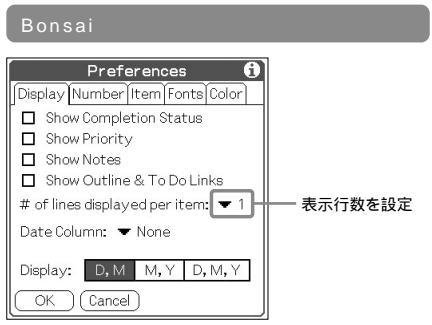 Bonsai
Preferences
Display Number Item Fonts Color
Show Completion Status
Show Priority
Show Notes
Show Outline & To Do Links
# of lines displayed per item: 1
表示行数を設定
Date Column: None
Display: D, M M, Y D, M, Y
OK Cancel